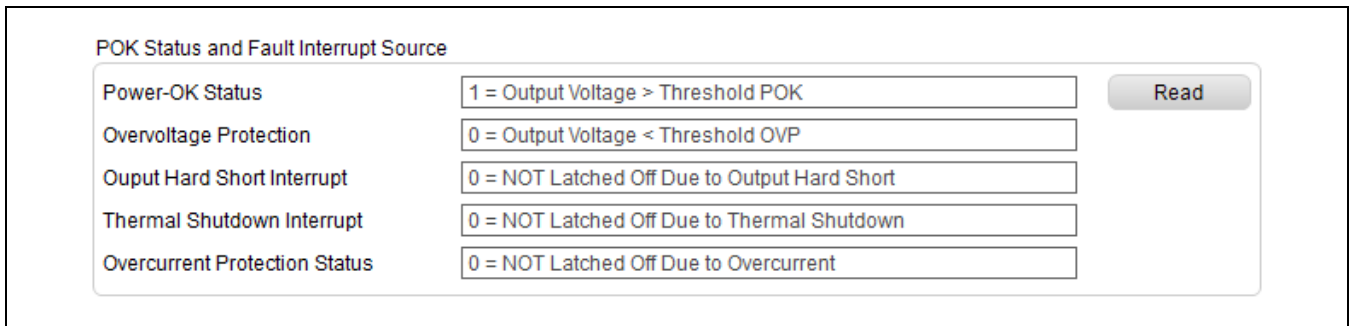 POK Status and Fault Interrupt Source
Power-OK Status 1 = Output Voltage > Threshold POK Read
Overvoltage Protection 0 = Output Voltage < Threshold OVP
Ouput Hard Short Interrupt 0 = NOT Latched Off Due to Output Hard Short
Thermal Shutdown Interrupt 0 = NOT Latched Off Due to Thermal Shutdown
Overcurrent Protection Status 0 = NOT Latched Off Due to Overcurrent